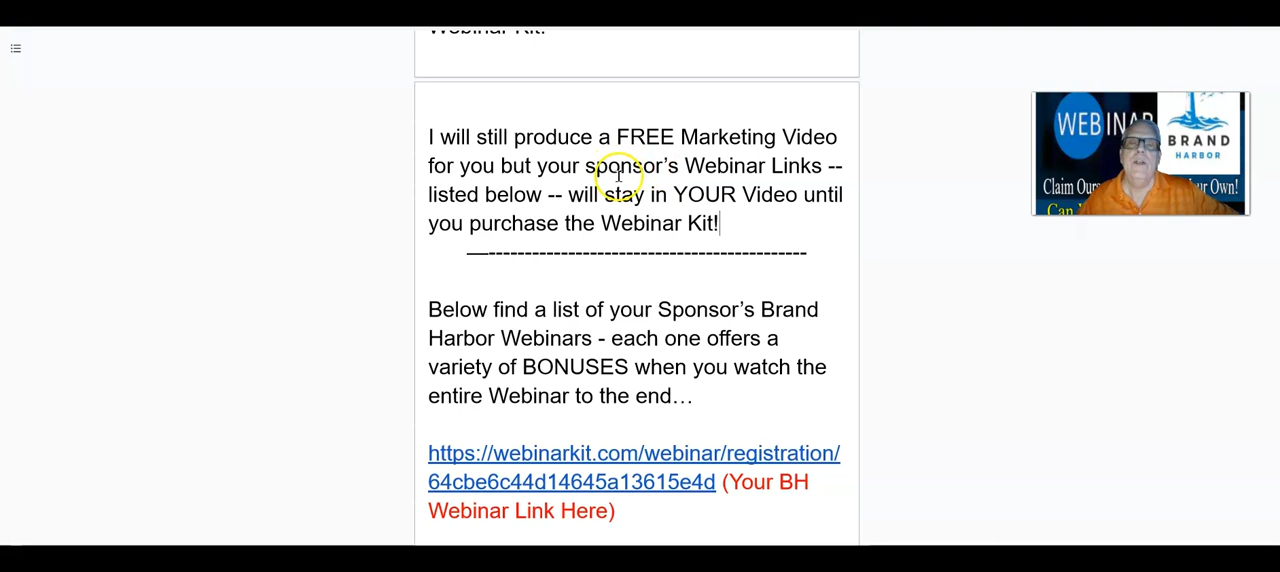 I will still produce a FREE Marketing Video
for you but your sponsor’s Webinar Links --
listed below -- will stay in YOUR Video until
you purchase the Webinar Kit!
—--------------------------------------------
Below find a list of your Sponsor’s Brand
Harbor Webinars - each one offers a
variety of BONUSES when you watch the
entire Webinar to the end…
https://webinarkit.com/webinar/registration/
64cbe6c44d14645a13615e4d (Your BH
Webinar Link Here)
WEBINAR
BRAND
HARBOR
Claim Ours
Your Own!
Can